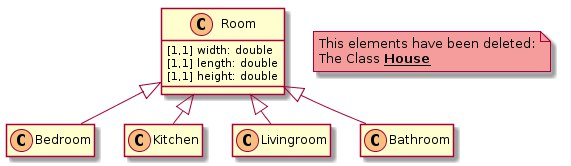 C Room
[1,1] width: double
[1,1] length: double
[1,1] height: double
This elements have been deleted:
The Class House
C Bedroom
C Kitchen
C Livingroom
C Bathroom